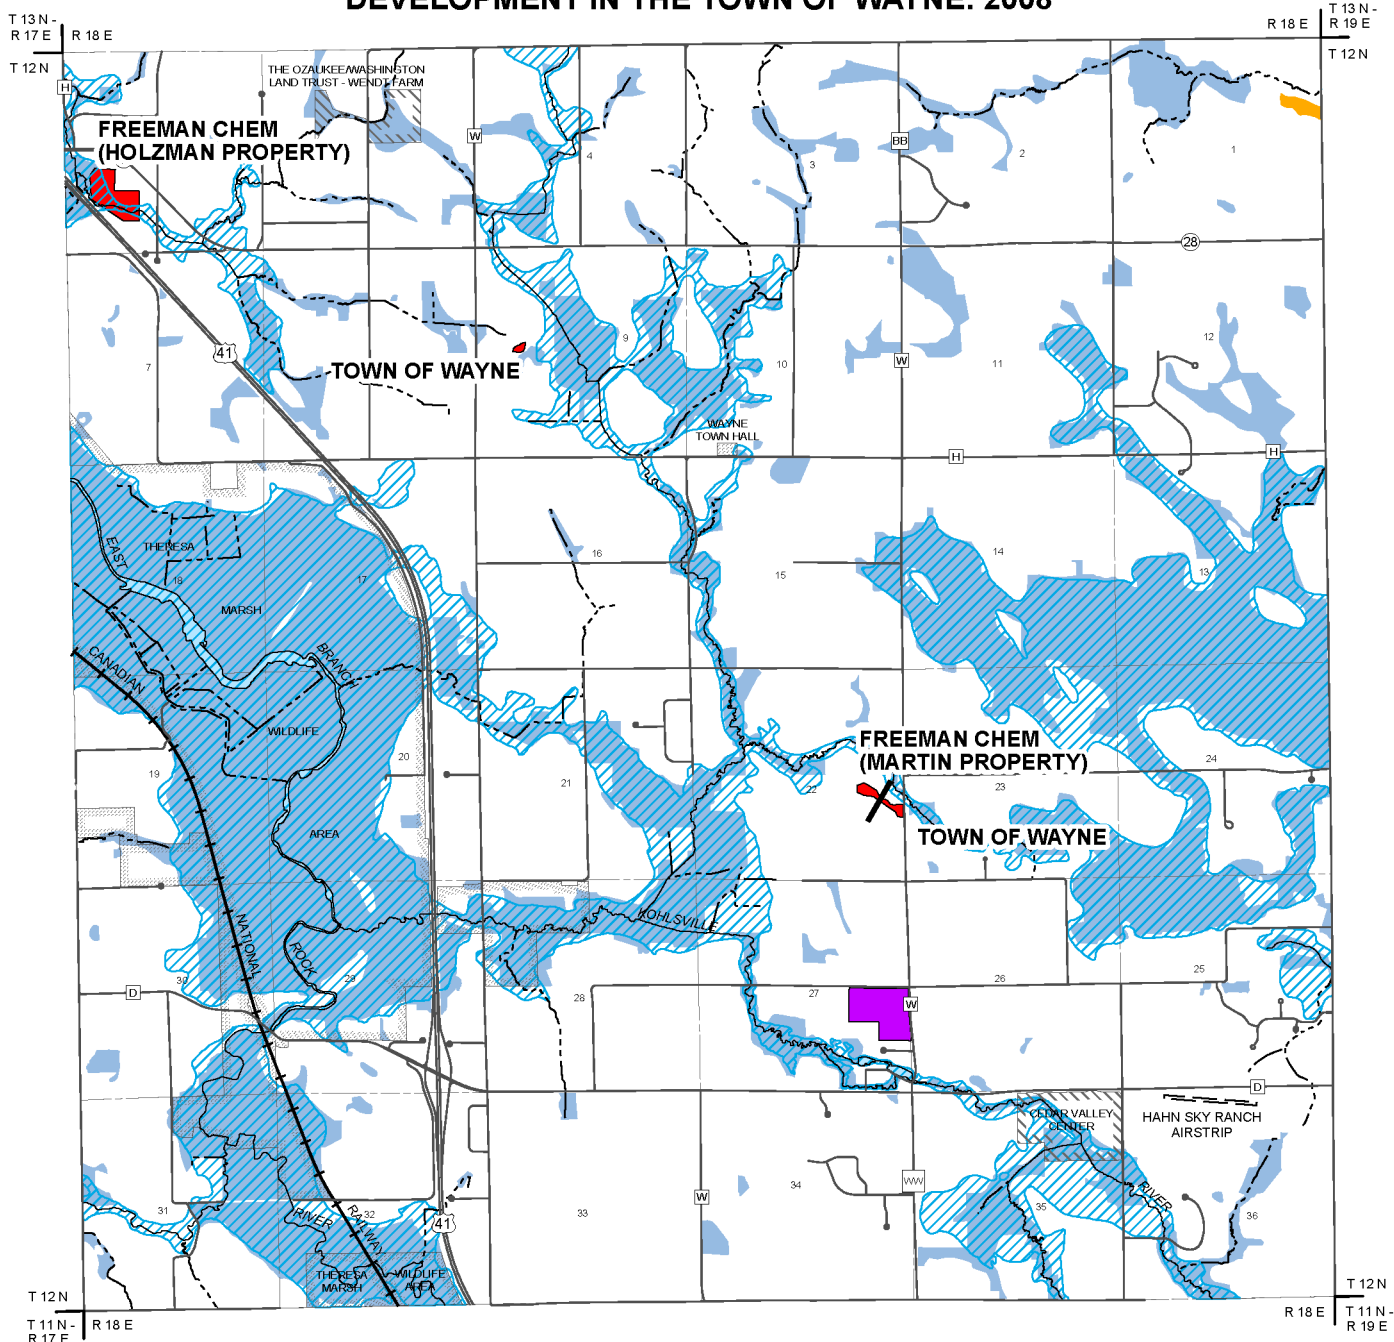 DEVELOPMENT IN THE TOWN OF WAYNE: 2008
T 13 N -
R 17 E
R 18 E
T 12 N
R 18 E
T 13 N -
R 19 E
T 12 N
THE OZAUKEE/WASHINGTON
LAND TRUST - WENDT FARM
H
FREEMAN CHEM
(HOLZMAN PROPERTY)
W
4
3
BB
2
1
28
41
7
TOWN OF WAYNE
9
10
W
11
12
WAYNE
TOWN HALL
H
H
EAST
THERESA
18
17
MARSH
16
15
14
13
BRANCH
CANADIAN
WILDLIFE
20
19
AREA
21
22
FREEMAN CHEM
(MARTIN PROPERTY)
23
24
TOWN OF WAYNE
NATIONAL
ROCK
KOHLSVILLE
30
D
29
28
27
W
26
25
D
CEDAR VALLEY
CENTER
HAHN SKY RANCH
AIRSTRIP
31
RIVER
32
RAILWAY
41
33
W
34
WW
35
RIVER
36
THERESA
MARSH
WILDLIFE
AREA
T 12 N
T 11 N -
R 17 E
R 18 E
R 18 E
T 12 N
T 11 N -
R 19 E